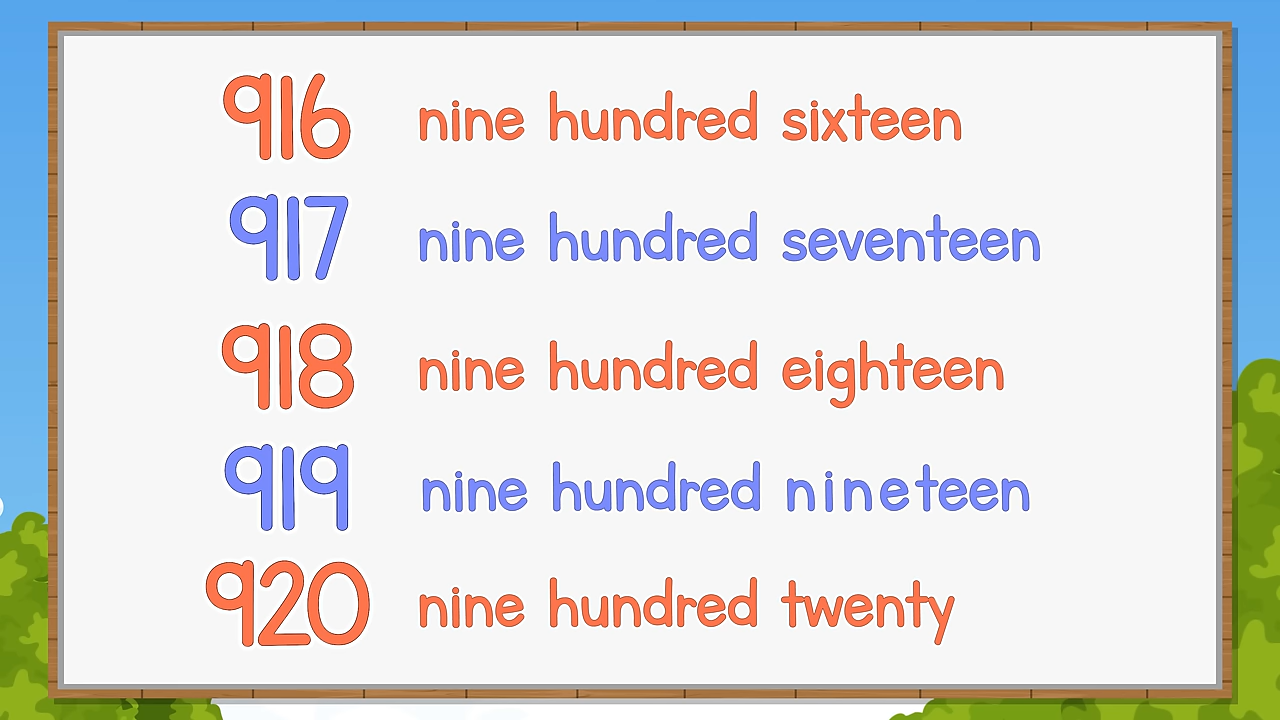 916 nine hundred sixteen
917 nine hundred seventeen
918 nine hundred eighteen
919 nine hundred nineteen
920 nine hundred twenty